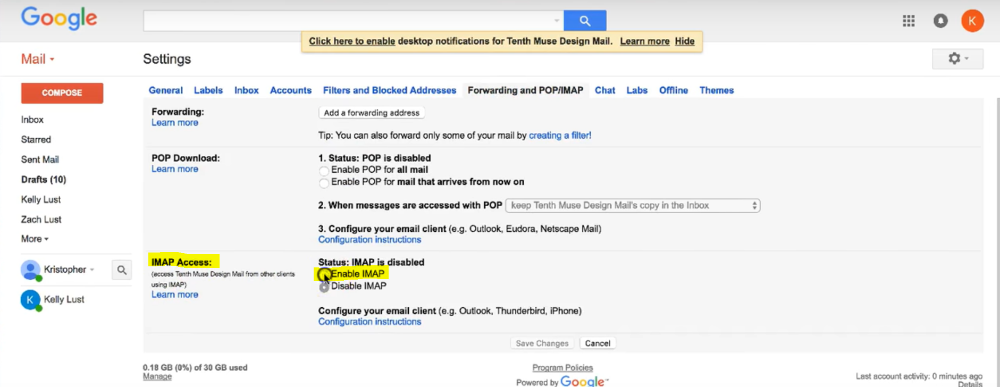 Google
Click here to enable desktop notifications for Tenth Muse Design Mail. Learn more Hide
K
Mail
Settings
COMPOSE
General Labels Inbox Accounts Filters and Blocked Addresses Forwarding and POP/IMAP Chat Labs Offline Themes
Inbox
Starred
Sent Mail
Drafts (10)
Kelly Lust
Zach Lust
More
Kristopher
K Kelly Lust
Forwarding:
Learn more
Add a forwarding address
Tip: You can also forward only some of your mail by creating a filter!
POP Download:
Learn more
1. Status: POP is disabled
Enable POP for all mail
Enable POP for mail that arrives from now on
2. When messages are accessed with POP keep Tenth Muse Design Mail's copy in the Inbox
3. Configure your email client (e.g. Outlook, Eudora, Netscape Mail)
Configuration instructions
IMAP Access:
(access Tenth Muse Design Mail from other clients
using IMAP)
Learn more
Status: IMAP is disabled
Enable IMAP
Disable IMAP
Configure your email client (e.g. Outlook, Thunderbird, iPhone)
Configuration instructions
Save Changes Cancel
0.18 GB (0%) of 30 GB used
Manage
Program Policies
Powered by Google™
Last account activity: 0 minutes ago
Details